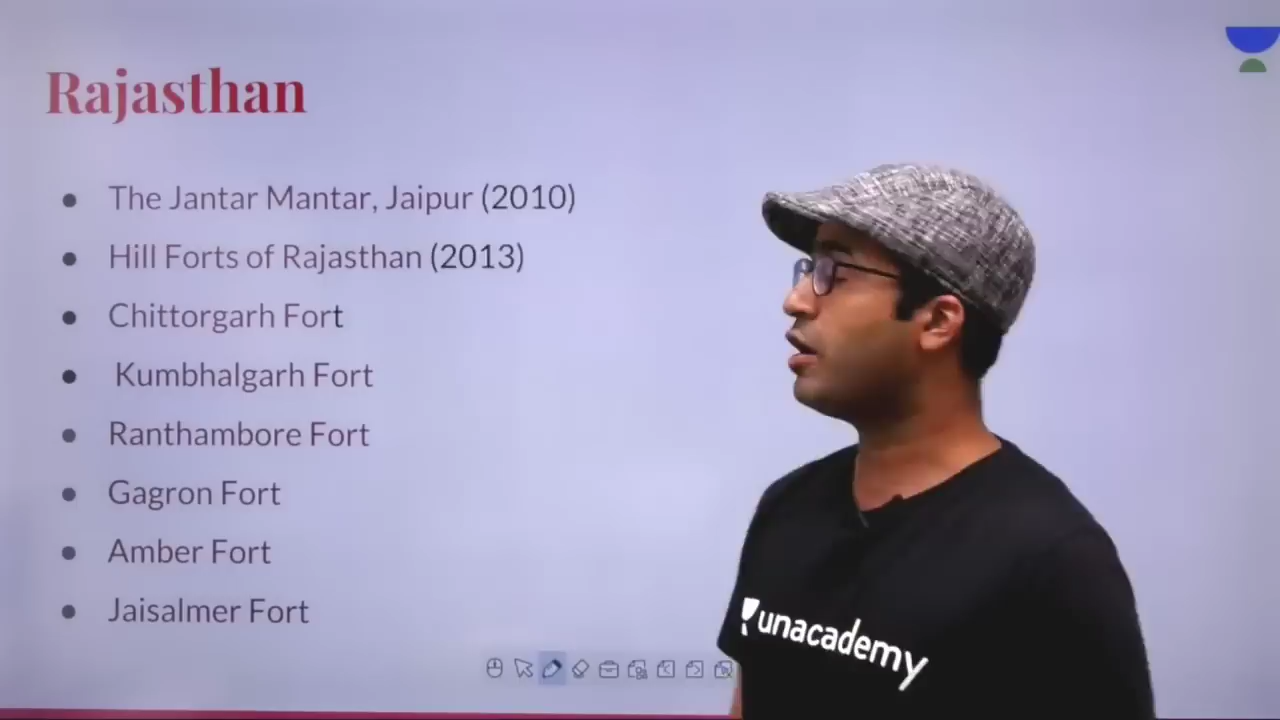 Rajasthan
The Jantar Mantar, Jaipur (2010)
Hill Forts of Rajasthan (2013)
Chittorgarh Fort
Kumbhalgarh Fort
Ranthambore Fort
Gagron Fort
Amber Fort
Jaisalmer Fort
unacademy